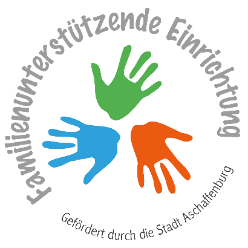 Familienunterstützende Einrichtung
Gefördert durch die Stadt Aschaffenburg